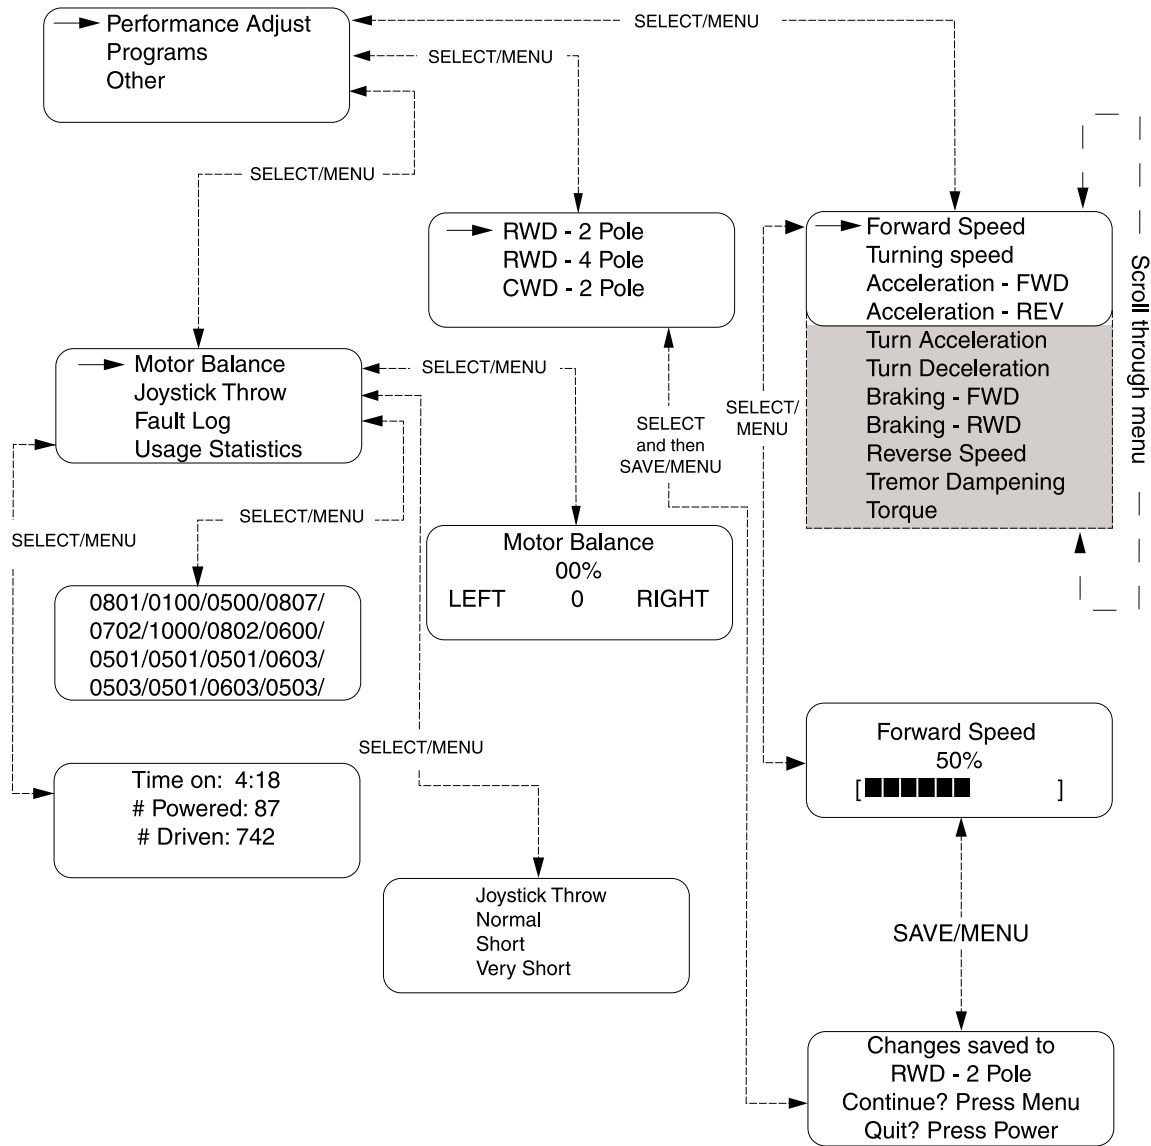 Performance Adjust
Programs
Other
SELECT/MENU
SELECT/MENU
SELECT/MENU
RWD - 2 Pole
RWD - 4 Pole
CWD - 2 Pole
Forward Speed
Turning speed
Acceleration - FWD
Acceleration - REV
Turn Acceleration
Turn Deceleration
Braking - FWD
Braking - RWD
Reverse Speed
Tremor Dampening
Torque
Scroll through menu
Motor Balance
Joystick Throw
Fault Log
Usage Statistics
SELECT/MENU
SELECT
and then
SAVE/MENU
SELECT/
MENU
SELECT/MENU
SELECT/MENU
Motor Balance
00%
LEFT 0 RIGHT
0801/0100/0500/0807/
0702/1000/0802/0600/
0501/0501/0501/0603/
0503/0501/0603/0503/
SELECT/MENU
Time on: 4:18
# Powered: 87
# Driven: 742
Forward Speed
50%
[ ]
Joystick Throw
Normal
Short
Very Short
SAVE/MENU
Changes saved to
RWD - 2 Pole
Continue? Press Menu
Quit? Press Power